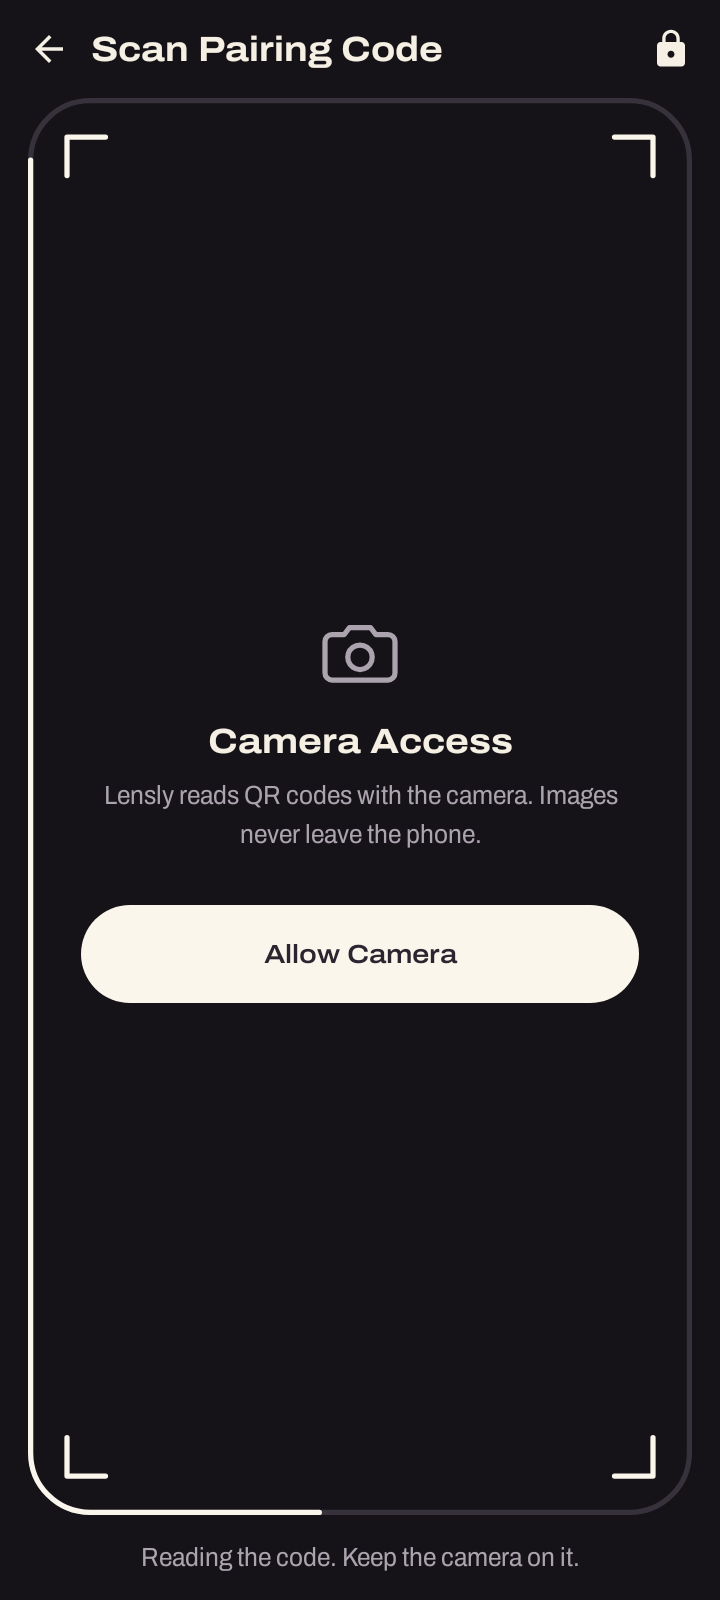 Scan Pairing Code
Camera Access
Lensly reads QR codes with the camera. Images
never leave the phone.
Allow Camera
Reading the code. Keep the camera on it.